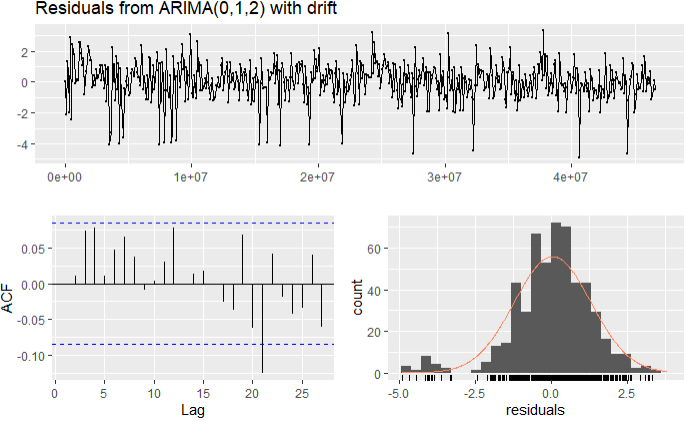 Residuals from ARIMA(0,1,2) with drift
2
0
-2
-4
0e+00 1e+07 2e+07 3e+07 4e+07
0.05
0.00
-0.05
-0.10
ACF
0 5 10 15 20 25
Lag
60
40
20
0
count
-5.0 -2.5 0.0 2.5
residuals